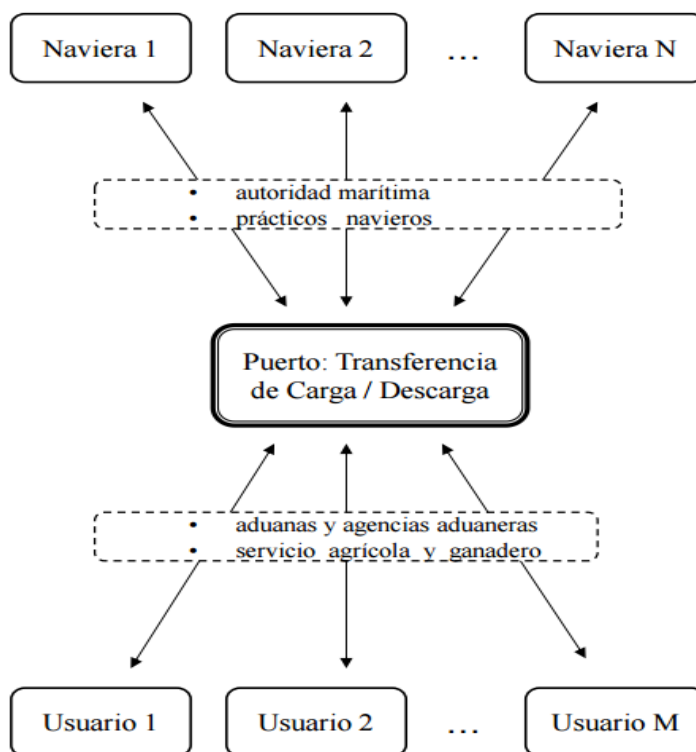 Naviera 1
Naviera 2
...
Naviera N
• autoridad marítima
• prácticos navieros
Puerto: Transferencia
de Carga / Descarga
• aduanas y agencias aduaneras
• servicio agrícola y ganadero
Usuario 1
Usuario 2
...
Usuario M